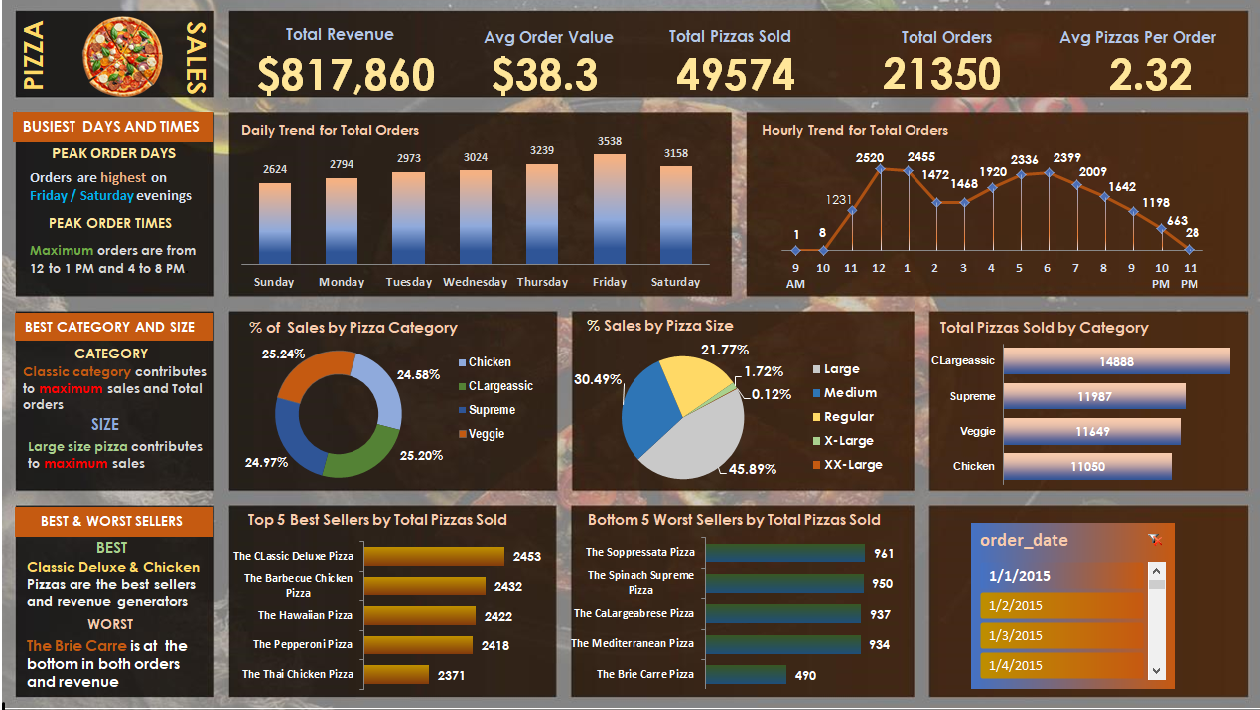 PIZZA
SALES
Total Revenue
$817,860
Avg Order Value
$38.3
Total Pizzas Sold
49574
Total Orders
21350
Avg Pizzas Per Order
2.32
BUSIEST DAYS AND TIMES
PEAK ORDER DAYS
Orders are highest on
Friday / Saturday evenings
PEAK ORDER TIMES
Maximum orders are from
12 to 1 PM and 4 to 8 PM
Daily Trend for Total Orders
2624 2794 2973 3024 3239 3538 3158
Sunday Monday Tuesday Wednesday Thursday Friday Saturday
Hourly Trend for Total Orders
1 8 1231 2520 2455 1472 1468 1920 2336 2399 2009 1642 1198 663 28
9 10 11 12 1 2 3 4 5 6 7 8 9 10 11
AM PM PM
BEST CATEGORY AND SIZE
CATEGORY
Classic category contributes
to maximum sales and Total
orders
SIZE
Large size pizza contributes
to maximum sales
% of Sales by Pizza Category
25.24%
24.58%
24.97%
25.20%
Chicken
CLargeassic
Supreme
Veggie
% Sales by Pizza Size
21.77%
1.72%
0.12%
30.49%
45.89%
Large
Medium
Regular
X-Large
XX-Large
Total Pizzas Sold by Category
CLargeassic 14888
Supreme 11987
Veggie 11649
Chicken 11050
BEST & WORST SELLERS
BEST
Classic Deluxe & Chicken
Pizzas are the best sellers
and revenue generators
WORST
The Brie Carre is at the
bottom in both orders
and revenue
Top 5 Best Sellers by Total Pizzas Sold
The CLassic Deluxe Pizza 2453
The Barbecue Chicken
Pizza 2432
The Hawaiian Pizza 2422
The Pepperoni Pizza 2418
The Thai Chicken Pizza 2371
Bottom 5 Worst Sellers by Total Pizzas Sold
The Soppressata Pizza 961
The Spinach Supreme
Pizza 950
The CaLargeabrese Pizza 937
The Mediterranean Pizza 934
The Brie Carre Pizza 490
order_date
1/1/2015
1/2/2015
1/3/2015
1/4/2015